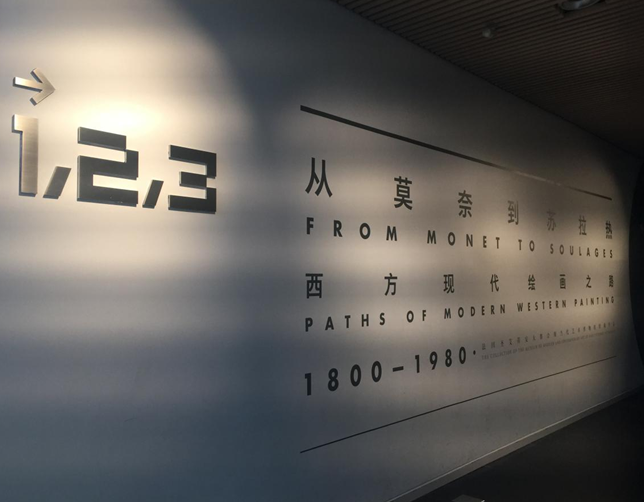 →
1,2,3
从莫奈到苏拉热
FROM MONET TO SOULAGES
西方现代绘画之路
PATHS OF MODERN WESTERN PAINTING
1800—1980·